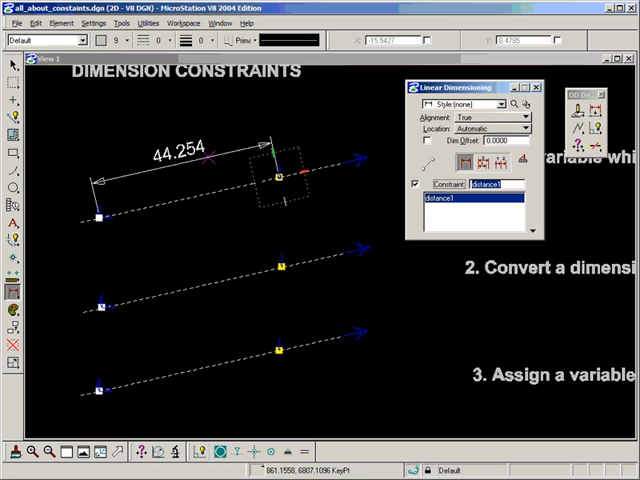 all_about_constaints.dgn (2D - V8 DGN) - MicroStation V8 2004 Edition
File Edit Element Settings Tools Utilities Workspace Window Help
Default 9 0 0 Prima
X -15.5427 Y 8.4785
View 1
DIMENSION CONSTRAINTS
Linear Dimensioning
Style:(none)
Alignment: True
Location: Automatic
Dim Offset: 0.0000
Constraint: distance1
distance1
44.254
variable whi
2. Convert a dimensi
3. Assign a variable
861.1558, 6807.1096 KeyPt
Default